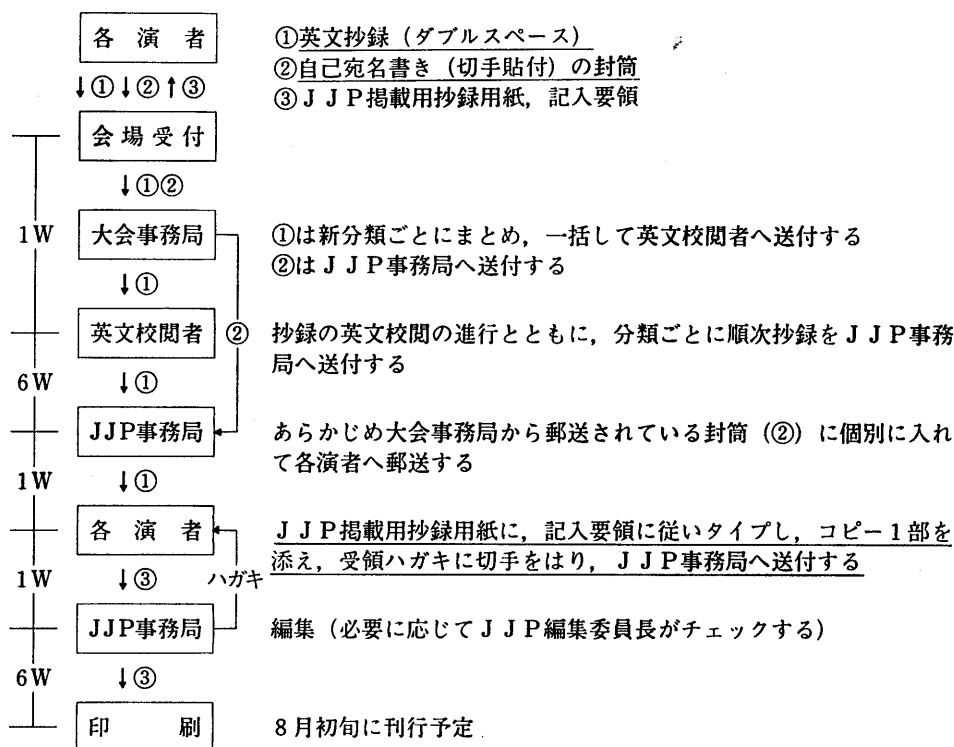 各演者
①英文抄録（ダブルスペース）
②自己宛名書き（切手貼付）の封筒
↓①↓②↑③
③ＪＪＰ掲載用抄録用紙，記入要領
会場受付
↓①②
1W
大会事務局
①は新分類ごとにまとめ，一括して英文校閲者へ送付する
②はＪＪＰ事務局へ送付する
↓①
英文校閲者
②
抄録の英文校閲の進行とともに，分類ごとに順次抄録をＪＪＰ事務
局へ送付する
6W
↓①
JJP事務局
あらかじめ大会事務局から郵送されている封筒（②）に個別に入れ
て各演者へ郵送する
1W
↓①
各演者
ＪＪＰ掲載用抄録用紙に，記入要領に従いタイプし，コピー1部を
添え，受領ハガキに切手をはり，ＪＪＰ事務局へ送付する
1W
↓③
ハガキ
JJP事務局
編集（必要に応じてＪＪＰ編集委員長がチェックする）
6W
↓③
印刷
8月初旬に刊行予定